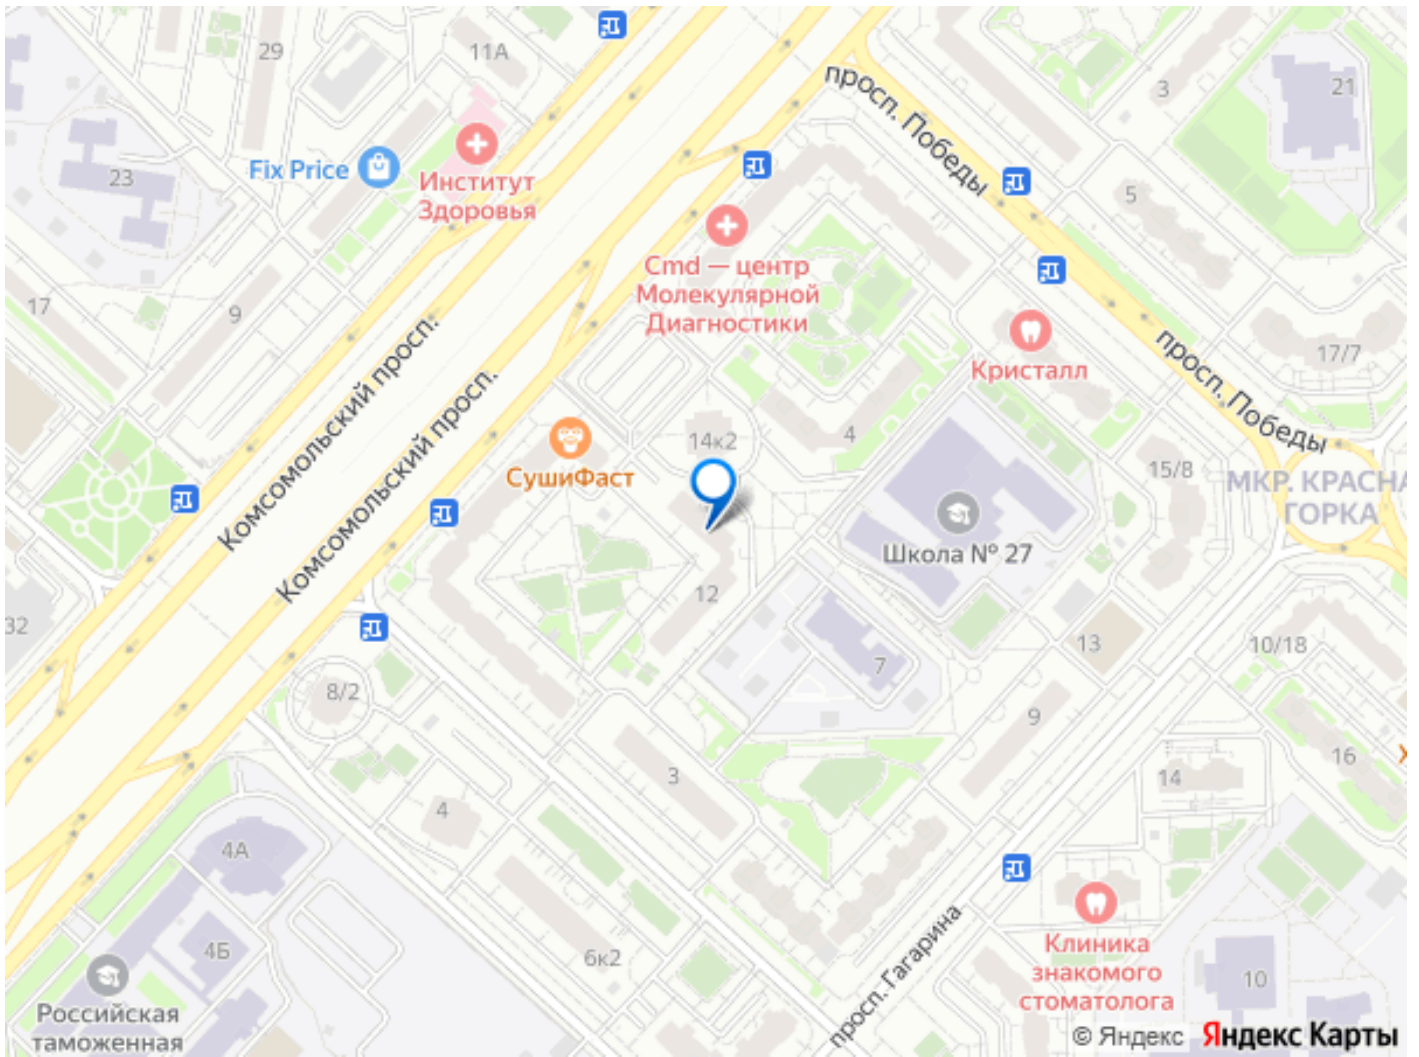 29
11А
просп. Победы
3
21
Fix Price
23
Институт
Здоровья
5
Cmd — центр
Молекулярной
Диагностики
17
9
Комсомольский просп.
Комсомольский просп.
Кристалл
17/7
просп. Победы
СушиФаст
14к2
4
15/8
МКР. КРАСНА
ГОРКА
Школа № 27
12
32
7
13
10/18
8/2
9
3
16
Х
14
4
4А
4Б
6к2
просп. Гагарина
Клиника
знакомого
стоматолога
10
Российская
таможенная
© Яндекс Яндекс Карты